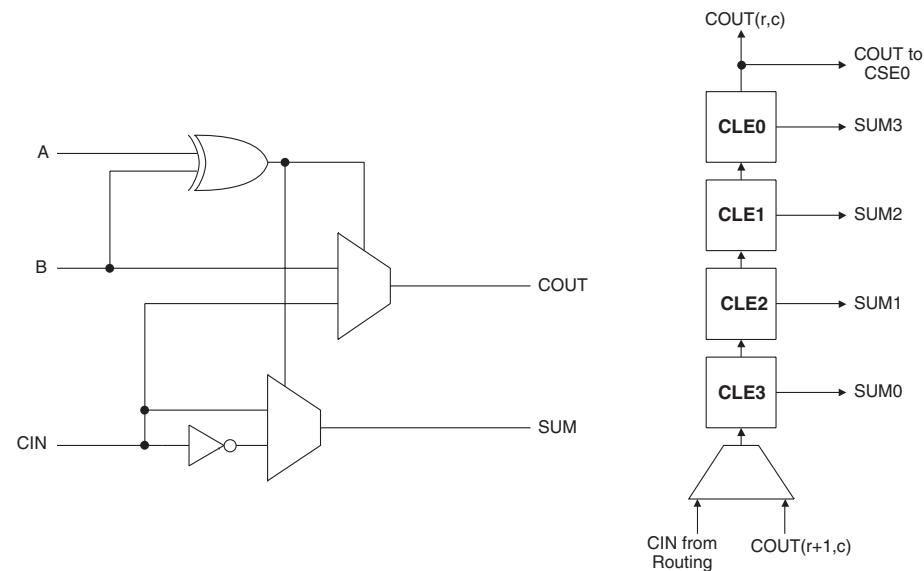 A
B
CIN
COUT
SUM
COUT(r,c)
COUT to
CSE0
CLE0
SUM3
CLE1
SUM2
CLE2
SUM1
CLE3
SUM0
CIN from
Routing
COUT(r+1,c)